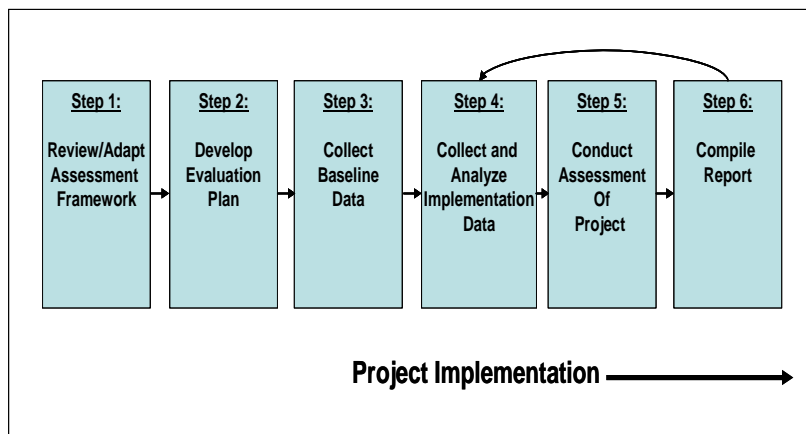 Step 1:
Review/Adapt
Assessment
Framework
Step 2:
Develop
Evaluation
Plan
Step 3:
Collect
Baseline
Data
Step 4:
Collect and
Analyze
Implementation
Data
Step 5:
Conduct
Assessment
Of
Project
Step 6:
Compile
Report
Project Implementation